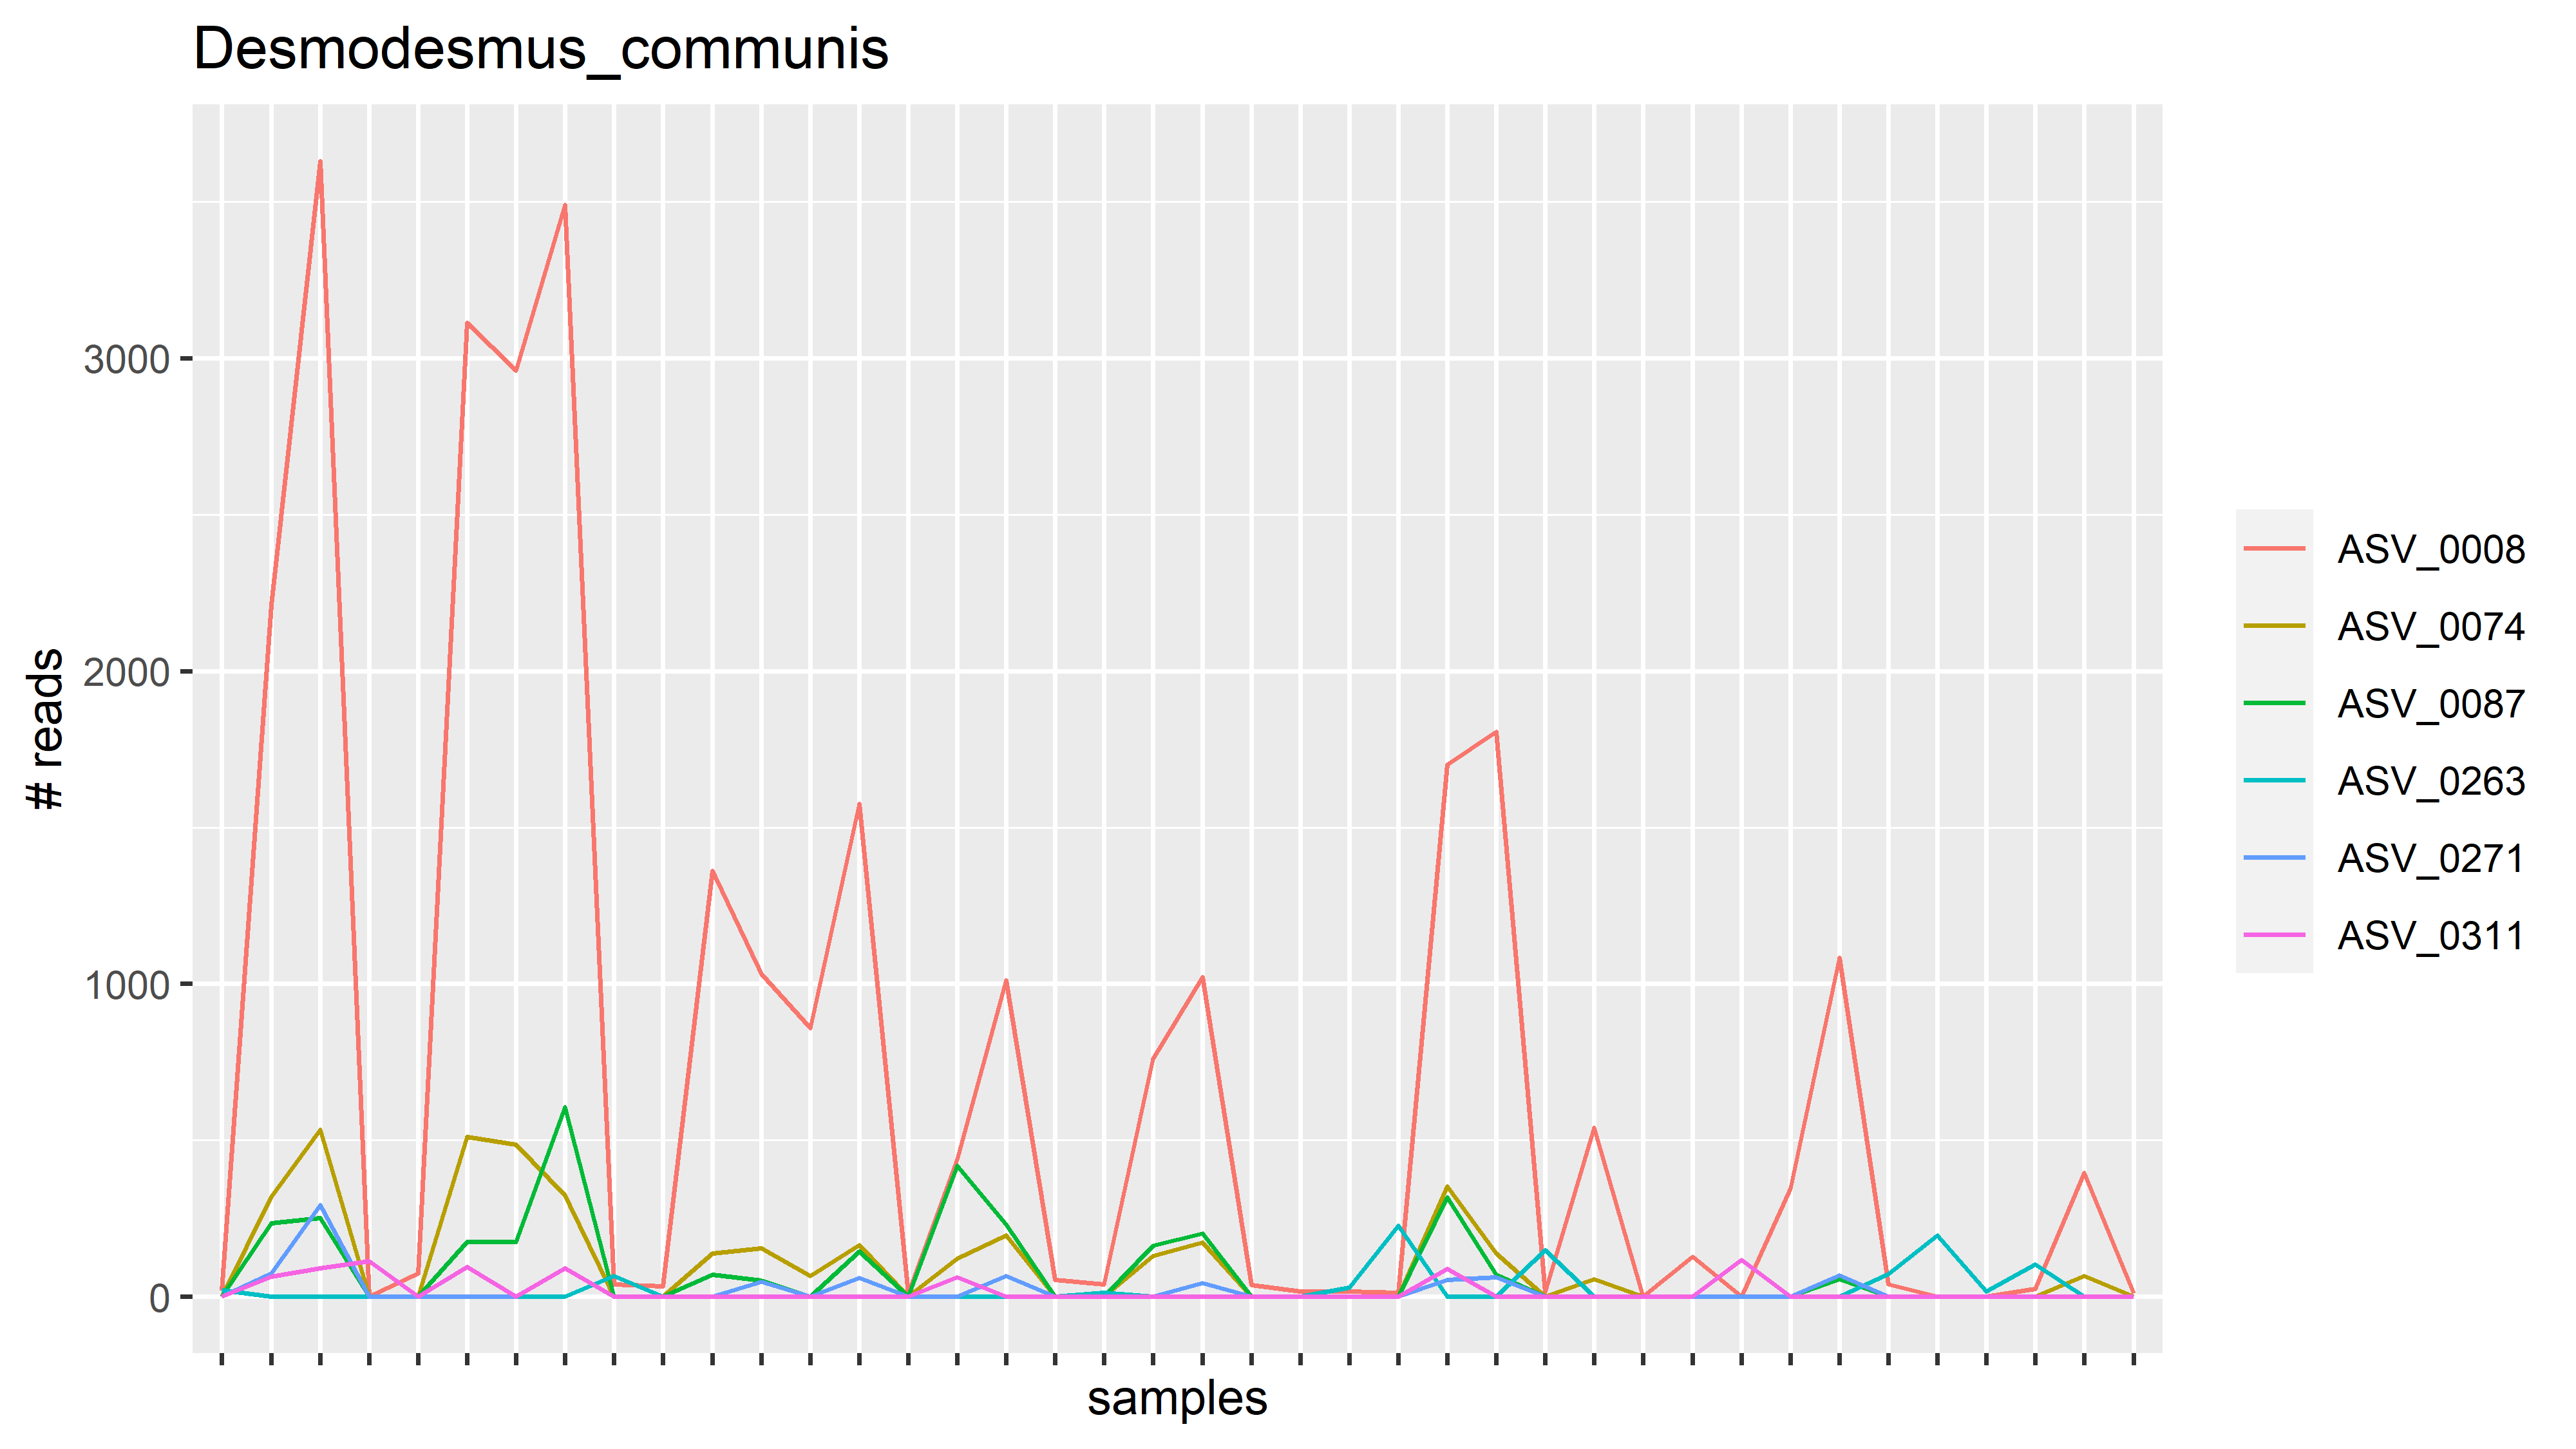 Desmodesmus_communis
# reads
3000
2000
1000
0
samples
ASV_0008
ASV_0074
ASV_0087
ASV_0263
ASV_0271
ASV_0311